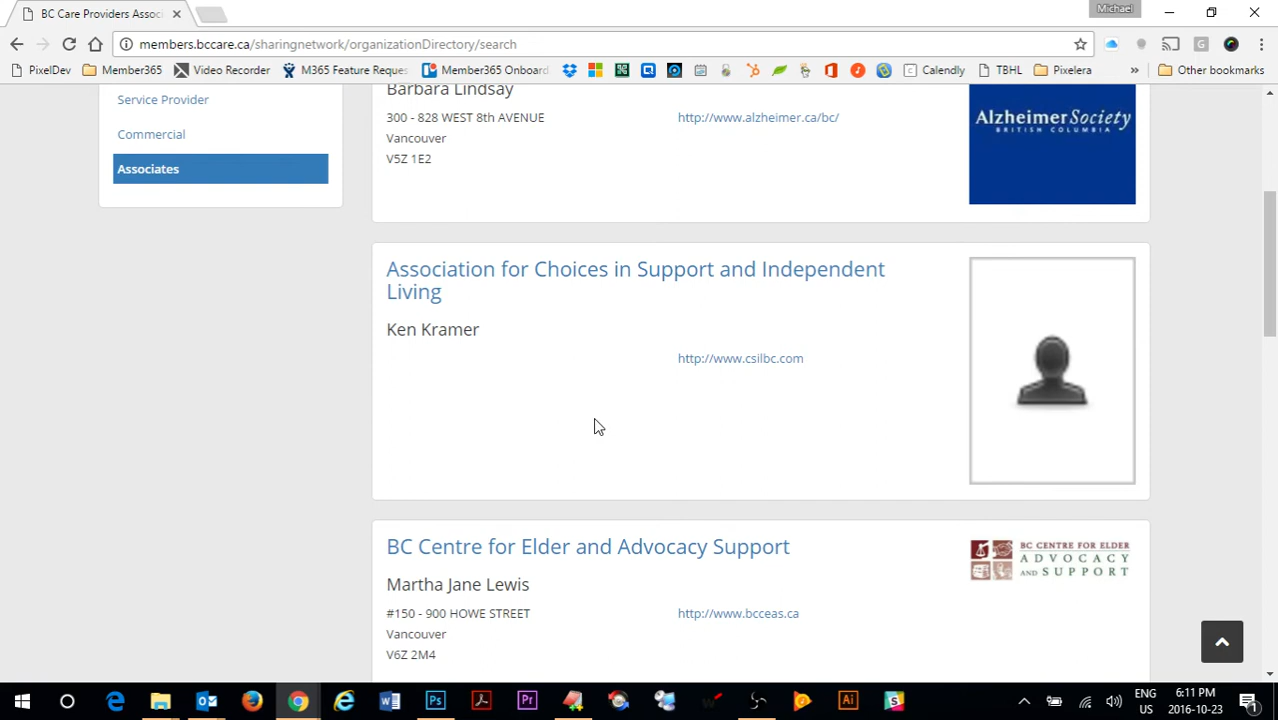 BC Care Providers Assoc
Michael
members.bccare.ca/sharingnetwork/organizationDirectory/search
PixelDev
Member365
Video Recorder
M365 Feature Reques
Member365 Onboard
Calendly
TBHL
Pixelera
Other bookmarks
Service Provider
Commercial
Associates
Barbara Lindsay
300 - 828 WEST 8th AVENUE
Vancouver
V5Z 1E2
http://www.alzheimer.ca/bc/
Alzheimer Society
BRITISH COLUMBIA
Association for Choices in Support and Independent
Living
Ken Kramer
http://www.csilbc.com
BC Centre for Elder and Advocacy Support
Martha Jane Lewis
#150 - 900 HOWE STREET
Vancouver
V6Z 2M4
http://www.bcceas.ca
BC CENTRE FOR ELDER
ADVOCACY
AND SUPPORT
ENG
US
6:11 PM
2016-10-23